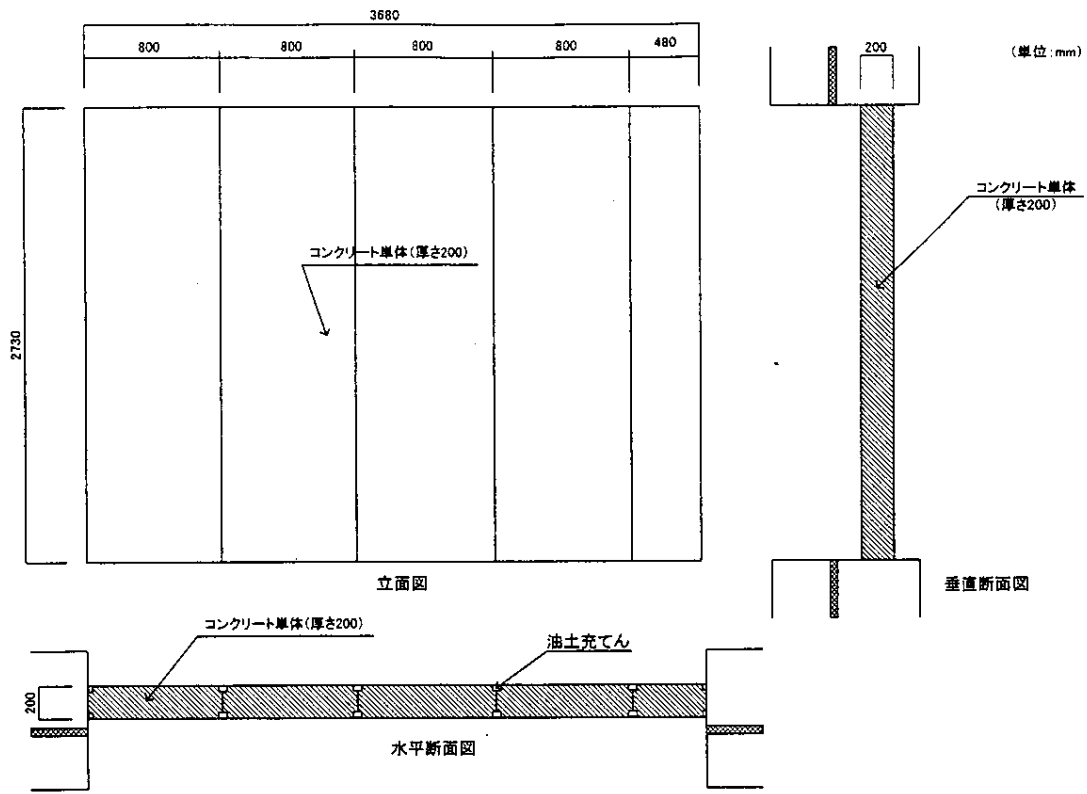 3680
800
800
800
800
480
200
(単位:mm)
コンクリート単体
(厚さ200)
コンクリート単体(厚さ200)
2730
立面図
垂直断面図
コンクリート単体(厚さ200)
油土充てん
200
水平断面図